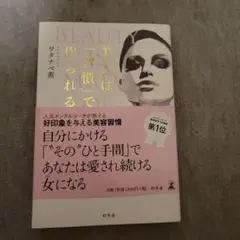 BEAUTY
美人は
「習慣」で
作られる
ワタナベ薫
人気メンタルコーチが教える
好印象を与える美容習慣
第1位
自分にかける
「“その”ひと手間」で
あなたは愛され続ける
女になる
幻冬舎